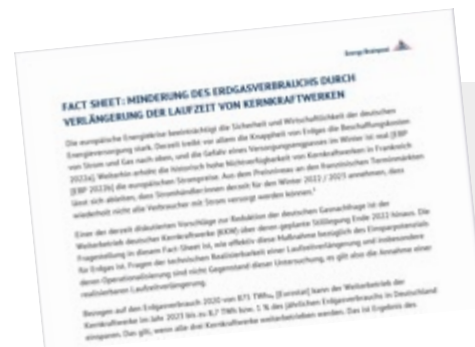 Energy Brainpool
FACT SHEET: MINDERUNG DES ERDGASVERBRAUCHS DURCH
VERLÄNGERUNG DER LAUFZEIT VON KERNKRAFTWERKEN
Die europäische Energiekrise beeinträchtigt die Sicherheit und Wirtschaftlichkeit der deutschen
Energieversorgung stark. Derzeit treibt vor allem die Knappheit von Erdgas die Beschaffungskosten
von Strom und Gas nach oben, und die Gefahr eines Versorgungsengpasses im Winter ist real [EBP
2022a]. Weiterhin erhöht die historisch hohe Nichtverfügbarkeit von Kernkraftwerken in Frankreich
[EBP 2022b] die europäischen Strompreise. Aus dem Preisniveau an den französischen Terminmärkten
lässt sich ableiten, dass Stromhändler:innen derzeit für den Winter 2022 / 2023 annehmen, dass
wiederholt nicht alle Verbraucher mit Strom versorgt werden können.¹
Einer der derzeit diskutierten Vorschläge zur Reduktion der deutschen Gasnachfrage ist der
Weiterbetrieb deutscher Kernkraftwerke (KKW) über deren geplante Stilllegung Ende 2022 hinaus. Die
Fragestellung in diesem Fact Sheet ist, wie effektiv diese Maßnahme bezüglich des Einsparpotenzials
für Erdgas ist. Fragen der technischen Realisierbarkeit einer Laufzeitverlängerung und insbesondere
deren Operationalisierung sind nicht Gegenstand dieser Untersuchung, es gilt also die Annahme einer
realisierbaren Laufzeitverlängerung.
Bezogen auf den Erdgasverbrauch 2020 von 873 TWh [Eurostat] kann der Weiterbetrieb der
Kernkraftwerke im Jahr 2023 bis zu 8,7 TWh bzw. 1 % des jährlichen Erdgasverbrauchs in Deutschland
einsparen. Das gilt, wenn alle drei Kernkraftwerke weiterbetrieben werden. Das ist Ergebnis des